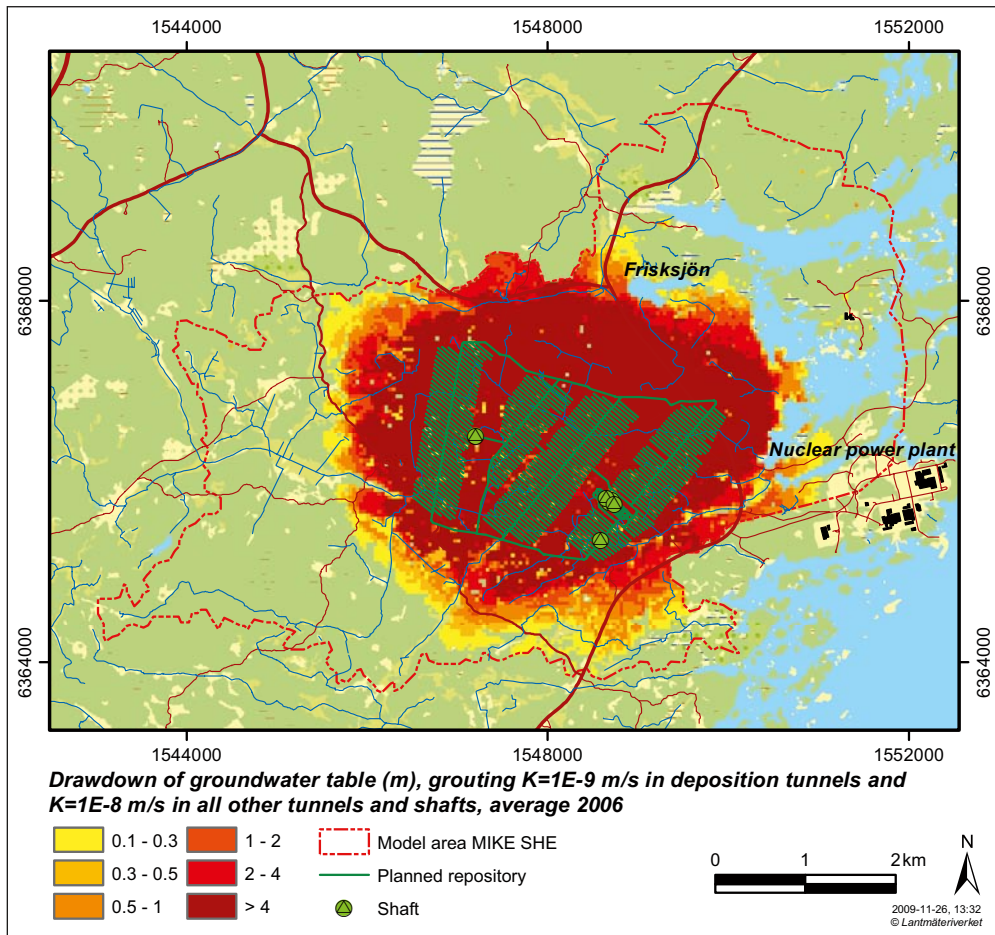 1544000 1548000 1552000
6368000 6368000
Frisksjön
Nuclear power plant
6364000 6364000
1544000 1548000 1552000
Drawdown of groundwater table (m), grouting K=1E-9 m/s in deposition tunnels and
K=1E-8 m/s in all other tunnels and shafts, average 2006
0.1 - 0.3 1 - 2 Model area MIKE SHE
0.3 - 0.5 2 - 4 Planned repository
0.5 - 1 > 4 Shaft
0 1 2 km
N
2009-11-26, 13:32
© Lantmäteriverket